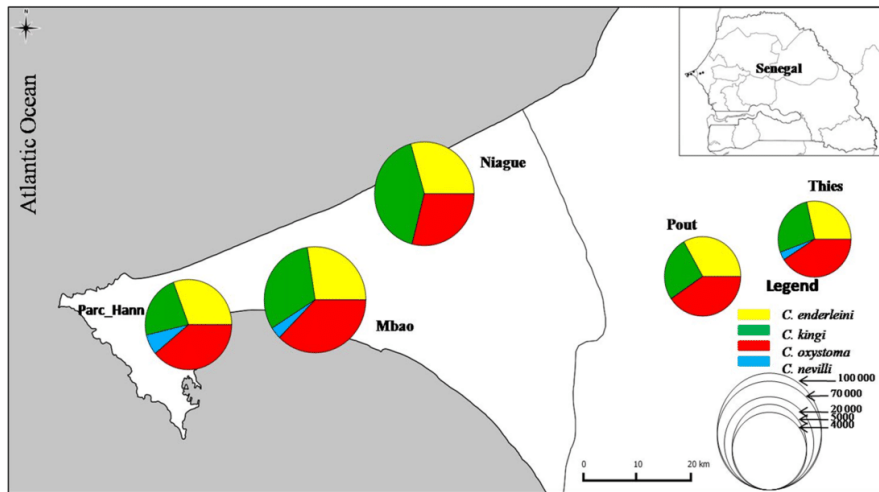 N
Atlantic Ocean
Senegal
Niague
Thies
Pout
Parc_Hann
Mbao
Legend
C. enderleini
C. kingi
C. oxystoma
C. nevilli
100 000
70 000
20 000
5000
4000
0 10 20 km